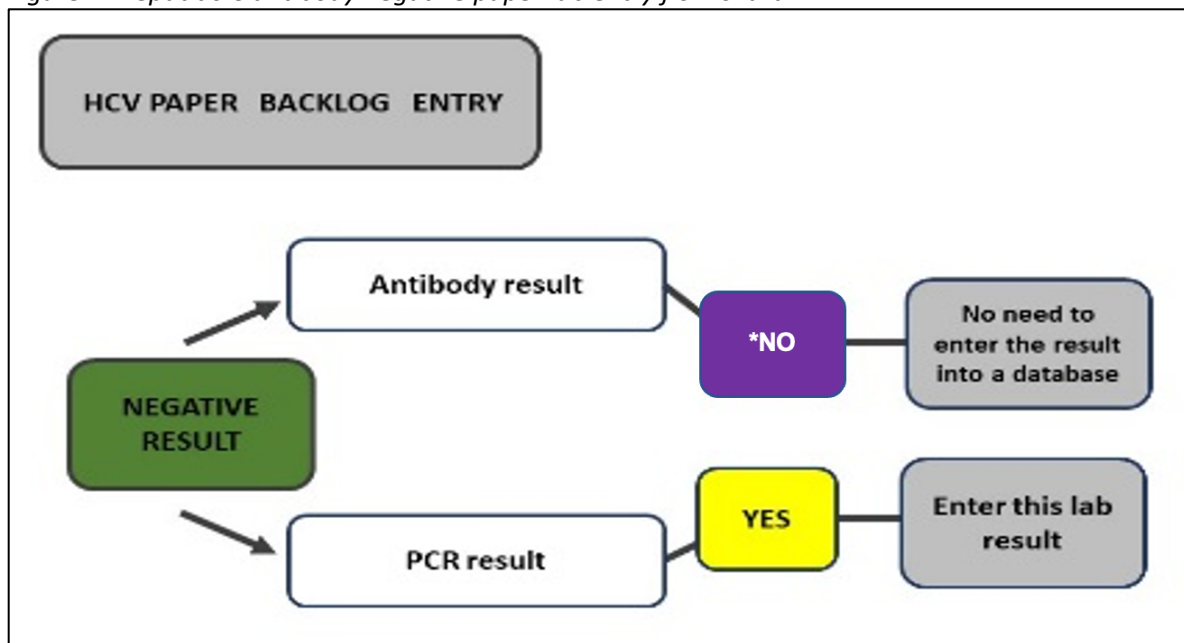 HCV PAPER BACKLOG ENTRY
Antibody result
*NO
No need to
enter the result
into a database
NEGATIVE
RESULT
PCR result
YES
Enter this lab
result